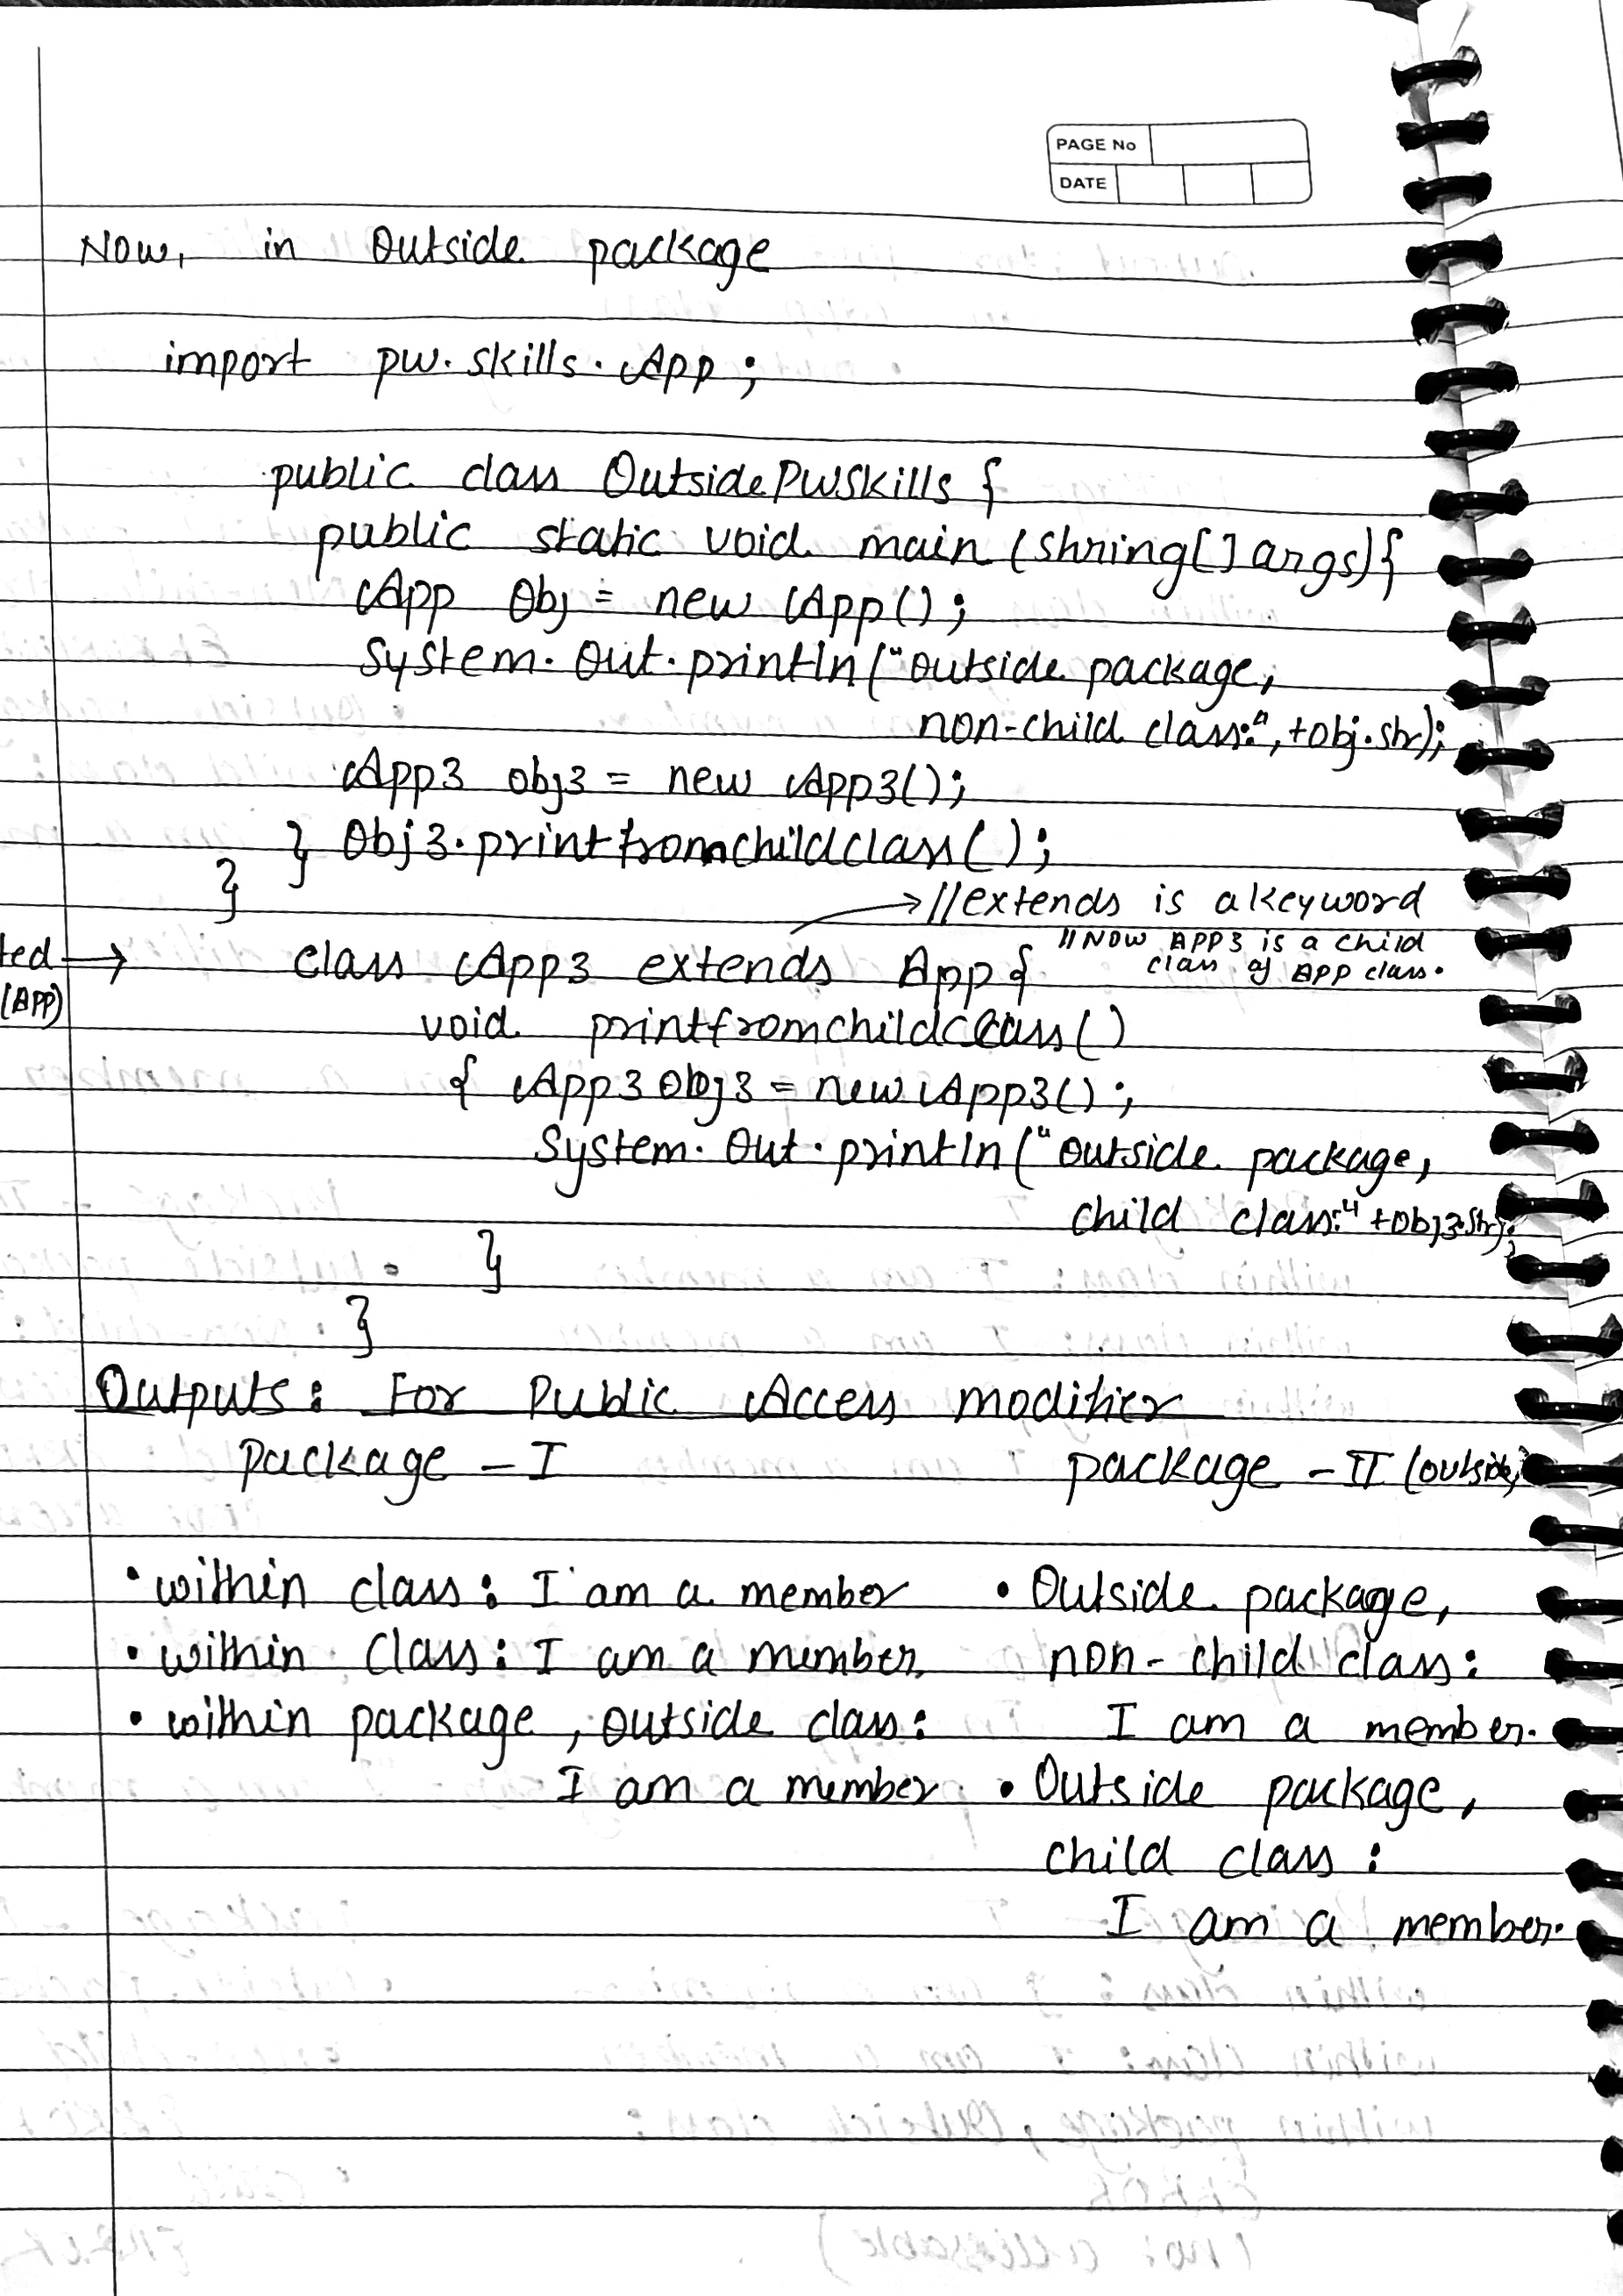 PAGE No
DATE
Now, in Outside package
import pw.skills.App;
public class OutsidePWSkills {
public static void main (shring[] args){
App Obj = new App();
System.out.println("outside package,
non-child class:", +obj.str);
App3 obj3 = new App3();
} Obj3.printfromchildclass();
}
→ //extends is a keyword
//NOW APP3 is a child
class of APP class.
ted →
(APP)
class App3 extends App {
void printfromchildclass()
{ App3 obj3 = new App3();
System.out.println("outside package,
child class:" +obj3.str);
}
}
Outputs: For Public Access modifier
package - I package - II (outside)
• within class: I am a member • Outside package,
• within class: I am a member. non-child class:
• within package, outside class: I am a member.
I am a member. • Outside package,
child class:
I am a member.